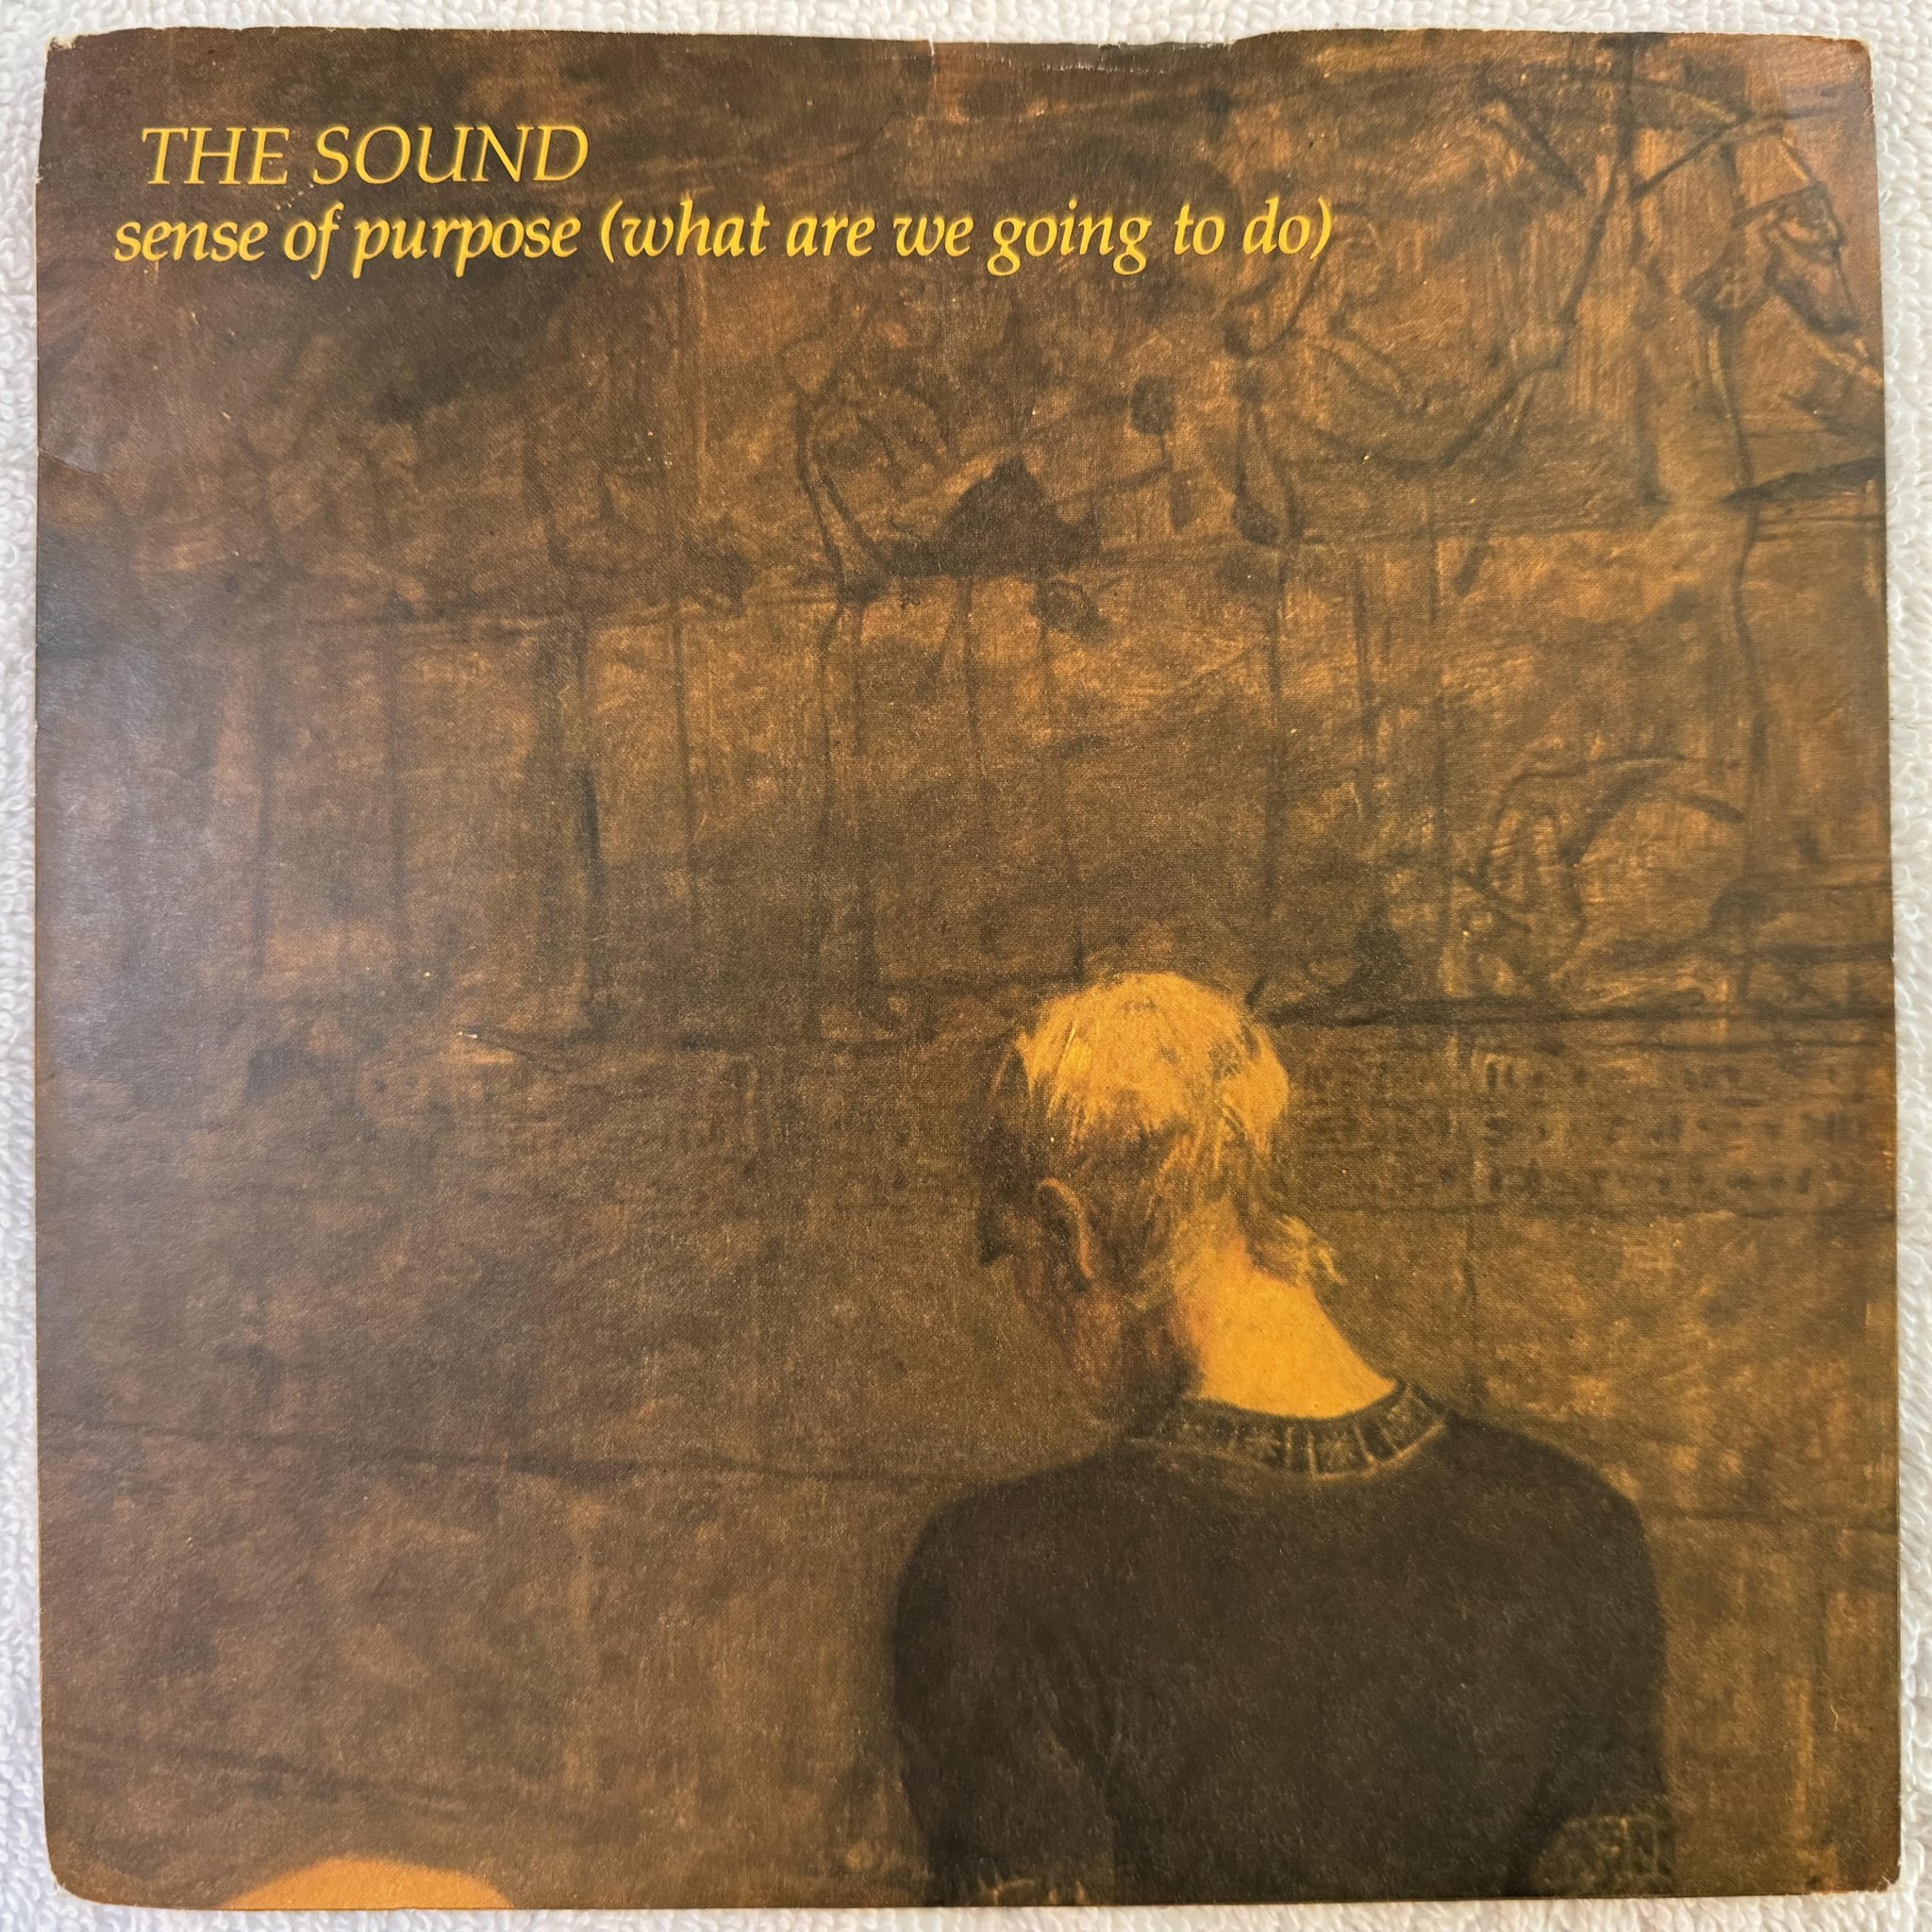 THE SOUND
sense of purpose (what are we going to do)